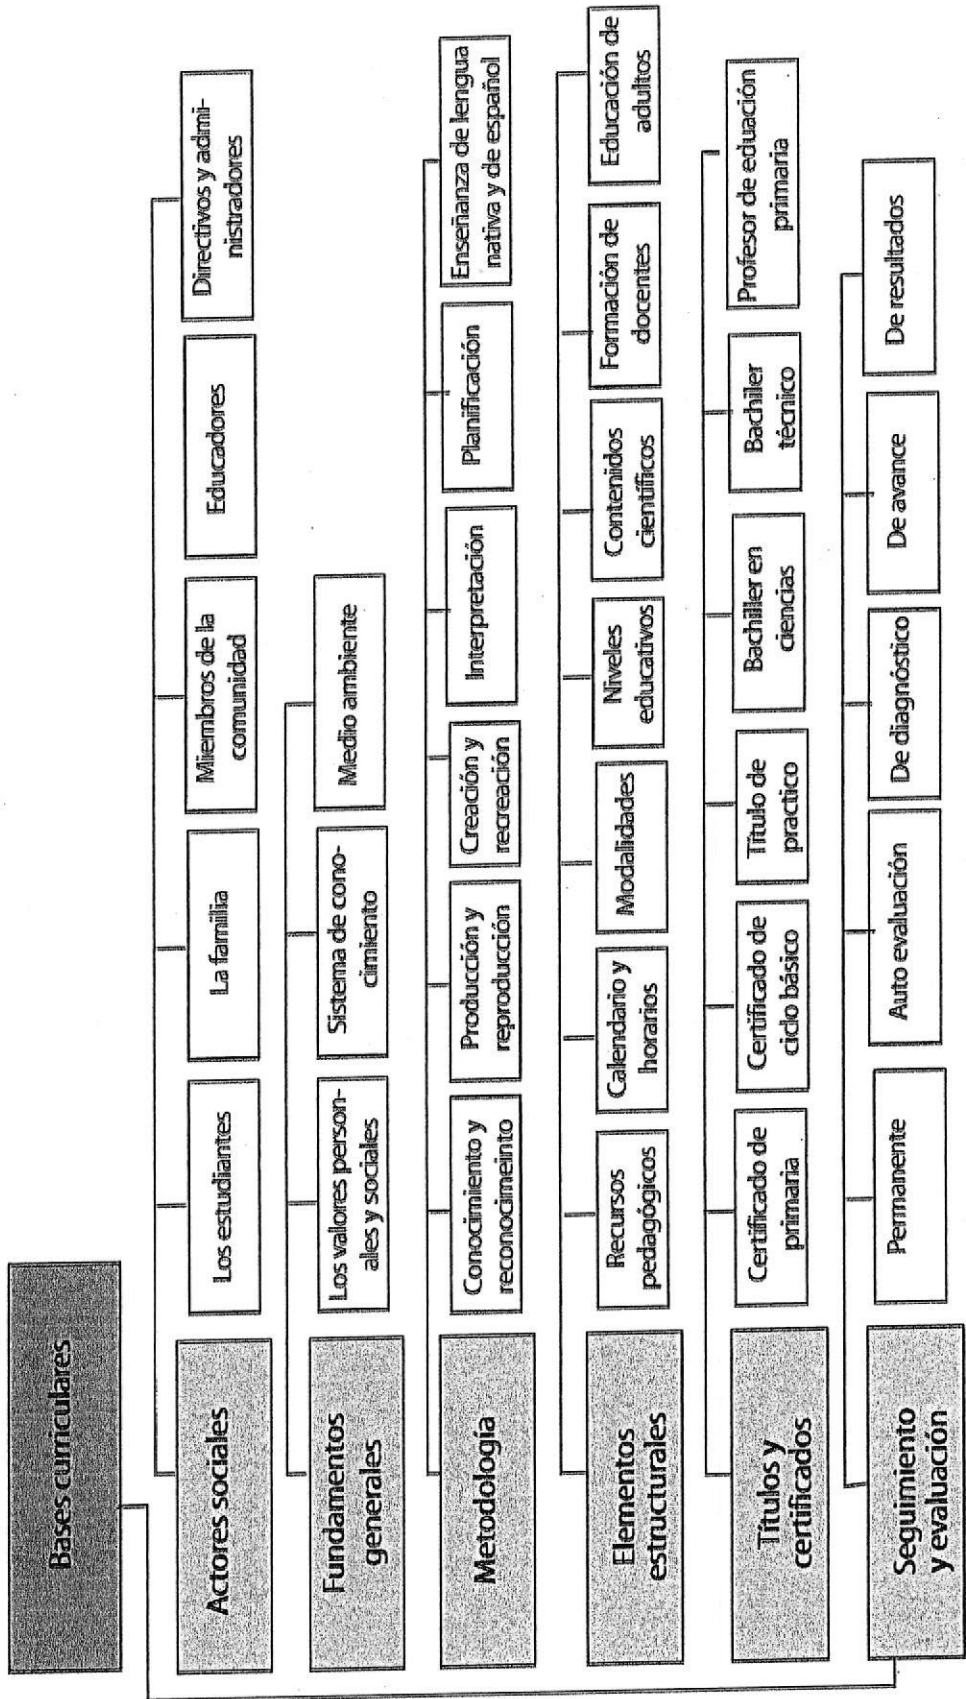 Bases curriculares
Actores sociales
Los estudiantes
La familia
Miembros de la
comunidad
Educadores
Directivos y admi-
nistradores
Fundamentos
generales
Los valores person-
ales y sociales
Sistema de cono-
cimiento
Medio ambiente
Metodología
Conocimiento y
reconocimeinto
Producción y
reproducción
Creación y
recreación
Interpretación
Planificación
Enseñanza de lengua
nativa y de español
Elementos
estructurales
Recursos
pedagógicos
Calendario y
horarios
Modalidades
Niveles
educativos
Contenidos
científicos
Formación de
docentes
Educación de
adultos
Títulos y
certificados
Certificado de
primaria
Certificado de
ciclo básico
Título de
practico
Bachiller en
ciencias
Bachiler
técnico
Profesor de eduación
primaria
Seguimiento
y evaluación
Permanente
Auto evaluación
De diagnóstico
De avance
De resultados